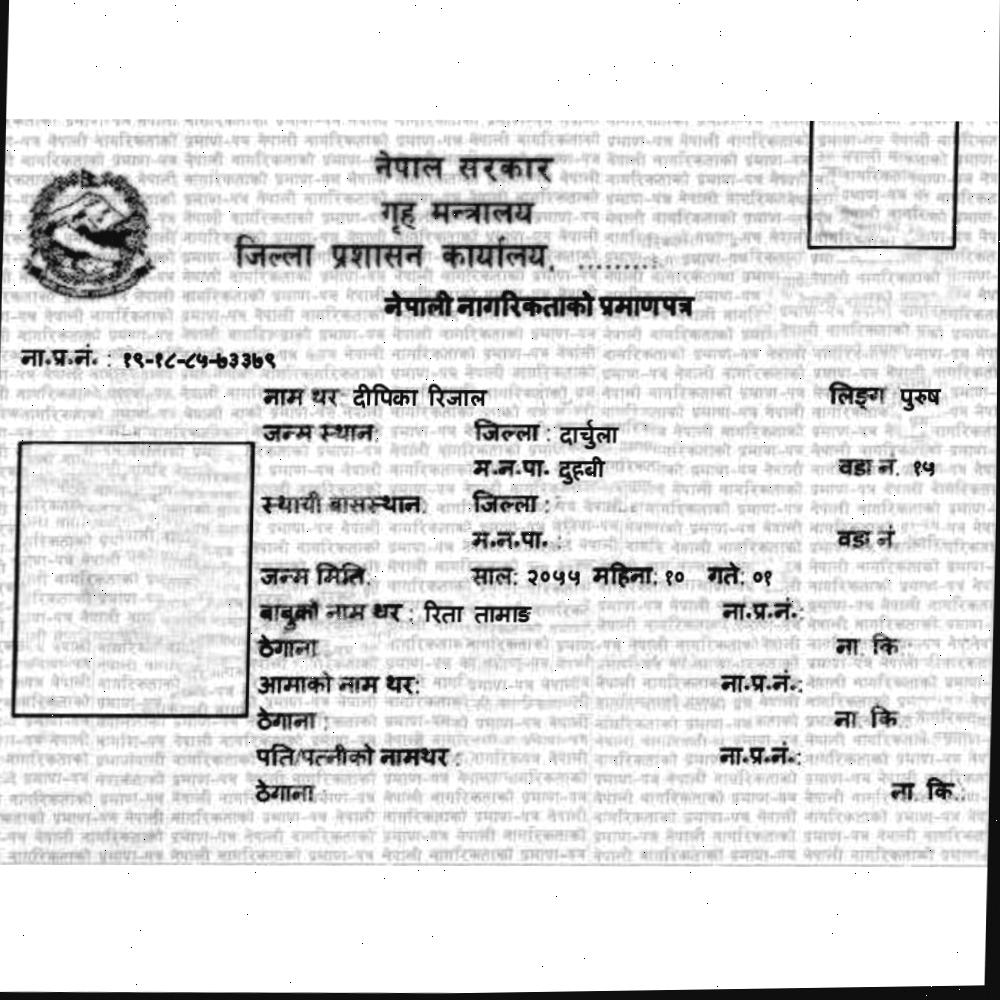 नेपाल सरकार
गृह मन्त्रालय
जिल्ला प्रशासन कार्यालय, .........
नेपाली नागरिकताको प्रमाणपत्र
ना.प्र.नं. : १९-१८-८५-७३३७९
नाम थर: दीपिका रिजाल लिङ्ग पुरुष
जन्म स्थान: जिल्ला : दार्चुला
म.न.पा. दुहबी वडा नं. १५
स्थायी बासस्थान: जिल्ला :
म.न.पा. : वडा नं
जन्म मिति: साल: २०५५ महिना: १० गते: ०१
बाबुको नाम थर : रिता तामाङ ना.प्र.नं.:
ठेगाना ना. कि.:
आमाको नाम थर: ना.प्र.नं.:
ठेगाना : ना. कि.:
पति/पत्नीको नामथर : ना.प्र.नं.:
ठेगाना ना. कि.: